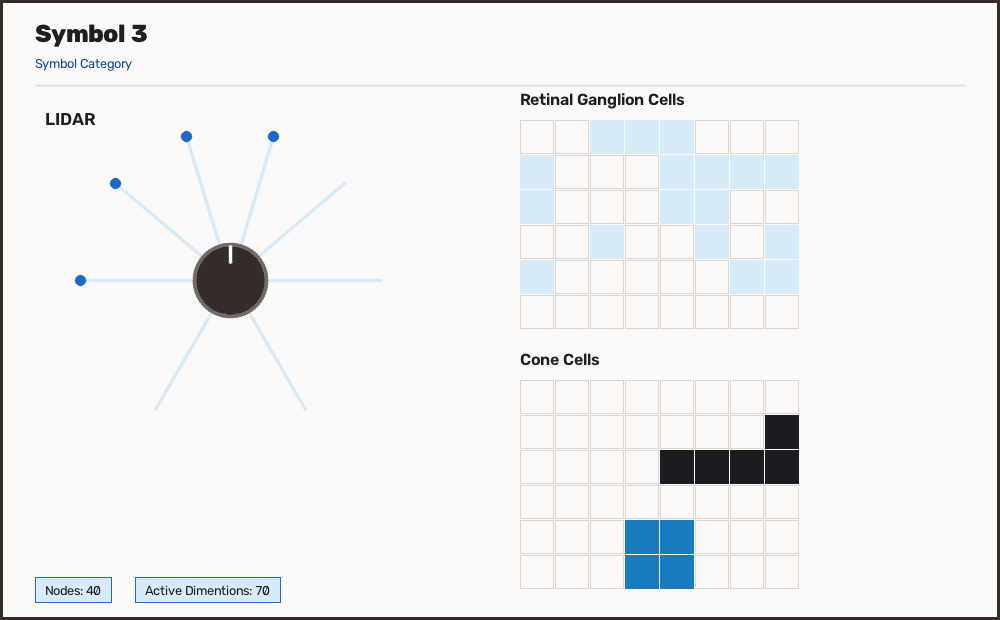 Symbol 3
Symbol Category
LIDAR
Retinal Ganglion Cells
Cone Cells
Nodes: 40
Active Dimentions: 70